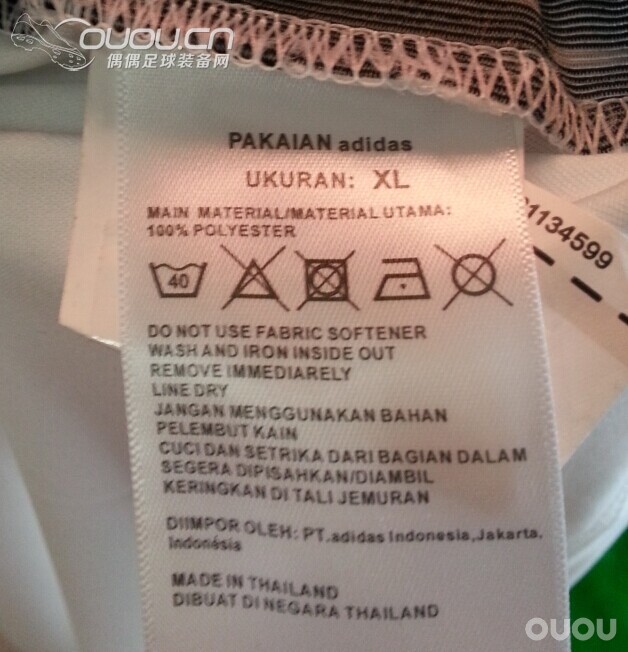 OUOU.CN
偶偶足球装备网
PAKAIAN adidas
UKURAN: XL
MAIN MATERIAL/MATERIAL UTAMA:
100% POLYESTER
1134599
40
DO NOT USE FABRIC SOFTENER
WASH AND IRON INSIDE OUT
REMOVE IMMEDIARELY
LINE DRY
JANGAN MENGGUNAKAN BAHAN
PELEMBUT KAIN
CUCI DAN SETRIKA DARI BAGIAN DALAM
SEGERA DIPISAHKAN/DIAMBIL
KERINGKAN DI TALI JEMURAN
DIIMPOR OLEH: PT.adidas Indonesia,Jakarta.
Indonésia
MADE IN THAILAND
DIBUAT DI NEGARA THAILAND
OUOU